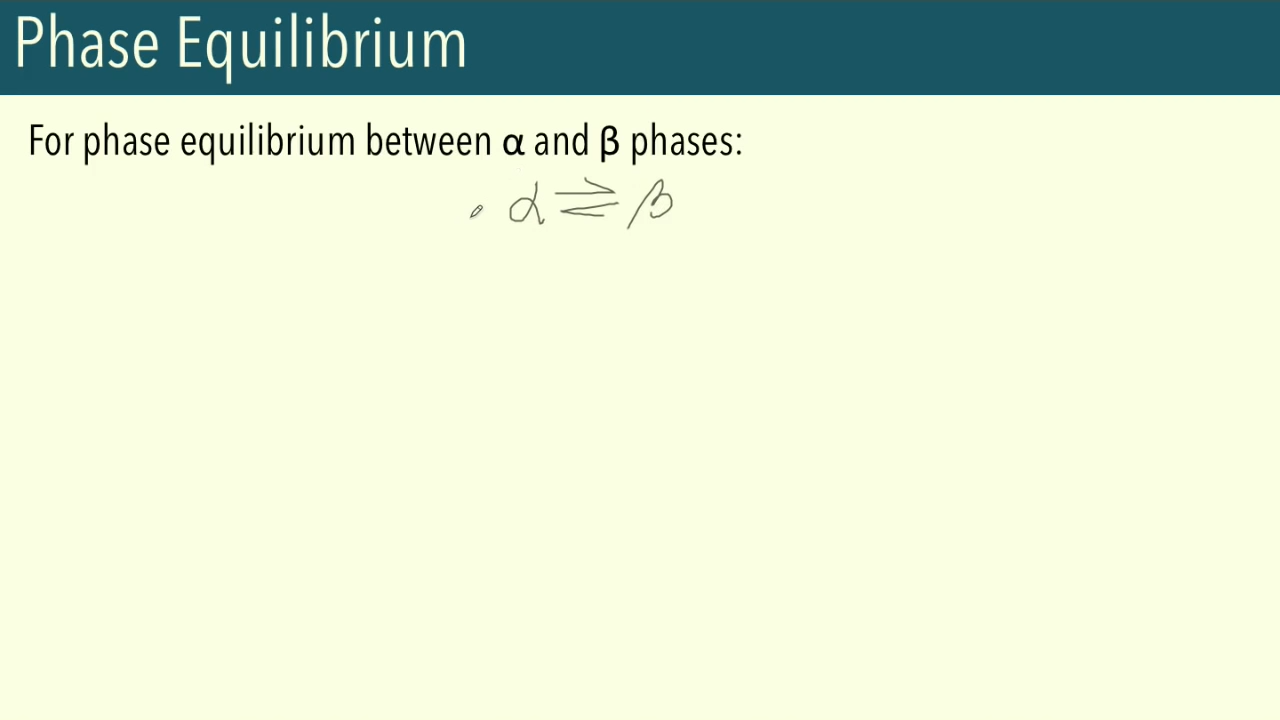 Phase Equilibrium
For phase equilibrium between α and β phases:
α ⇌ β